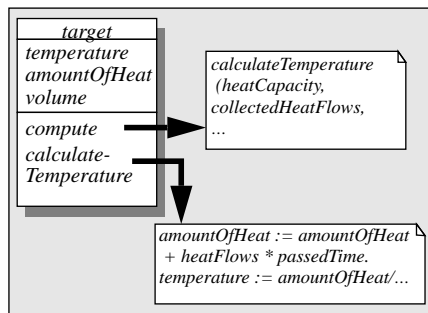 target
temperature
amountOfHeat
volume
compute
calculate-
Temperature
calculateTemperature
(heatCapacity,
collectedHeatFlows,
...
amountOfHeat := amountOfHeat
+ heatFlows * passedTime.
temperature := amountOfHeat/...